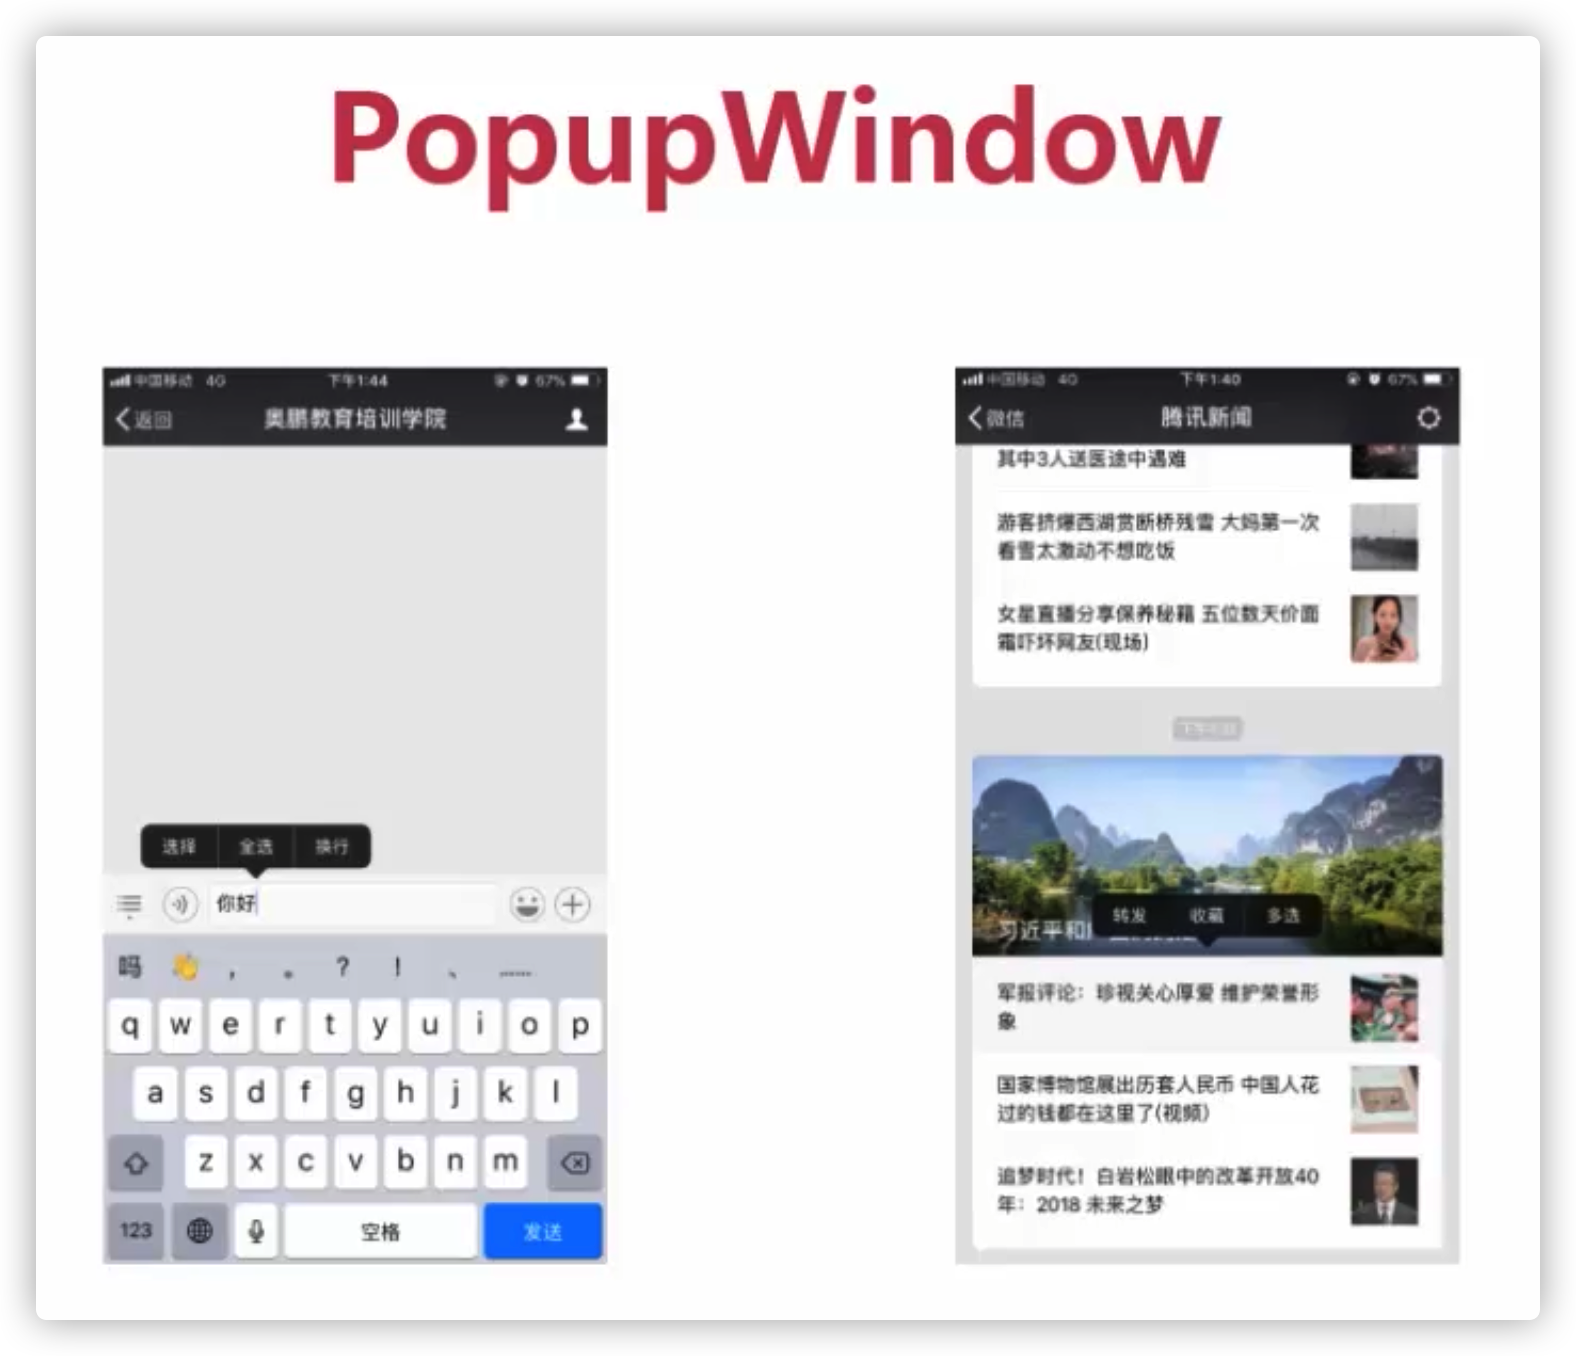 PopupWindow
中国移动 4G 下午1:44 67%
返回 奥鹏教育培训学院
选择 全选 换行
你好
吗 👋 , 。 ? ! 、 ……
q w e r t y u i o p
a s d f g h j k l
z x c v b n m
123 空格 发送
中国移动 4G 下午1:40 67%
微信 腾讯新闻
其中3人送医途中遇难
游客挤爆西湖赏断桥残雪 大妈第一次
看雪太激动不想吃饭
女星直播分享保养秘籍 五位数天价面
霜吓坏网友(现场)
转发 收藏 多选
习近平和
军报评论：珍视关心厚爱 维护荣誉形
象
国家博物馆展出历套人民币 中国人花
过的钱都在这里了(视频)
追梦时代！白岩松眼中的改革开放40
年：2018 未来之梦